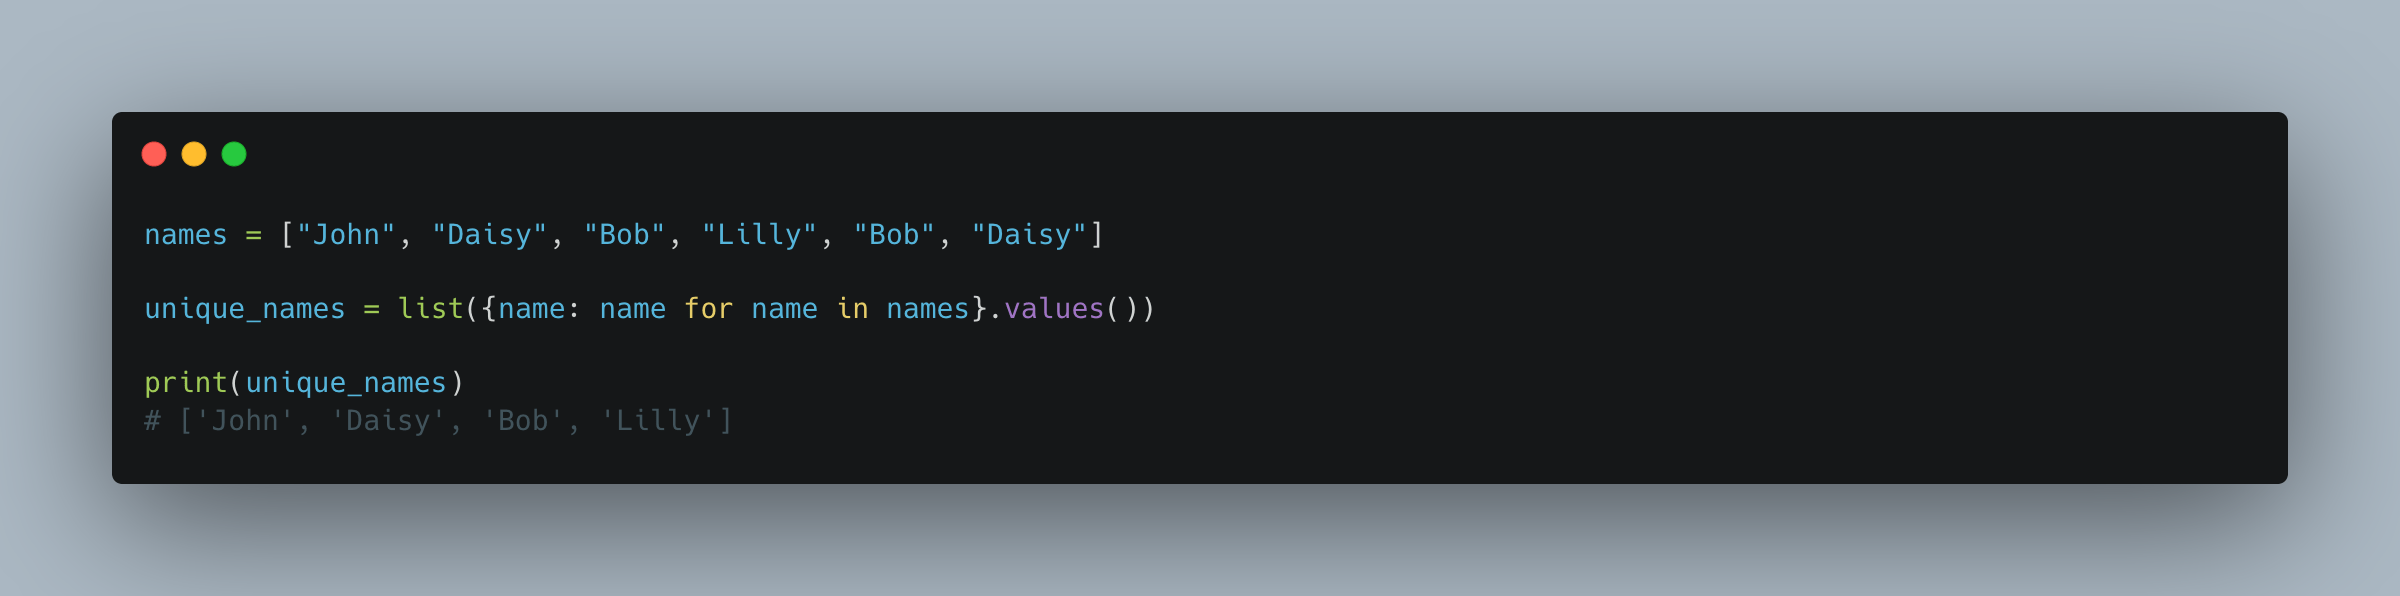 names = ["John", "Daisy", "Bob", "Lilly", "Bob", "Daisy"]
unique_names = list({name: name for name in names}.values())
print(unique_names)
# ['John', 'Daisy', 'Bob', 'Lilly']